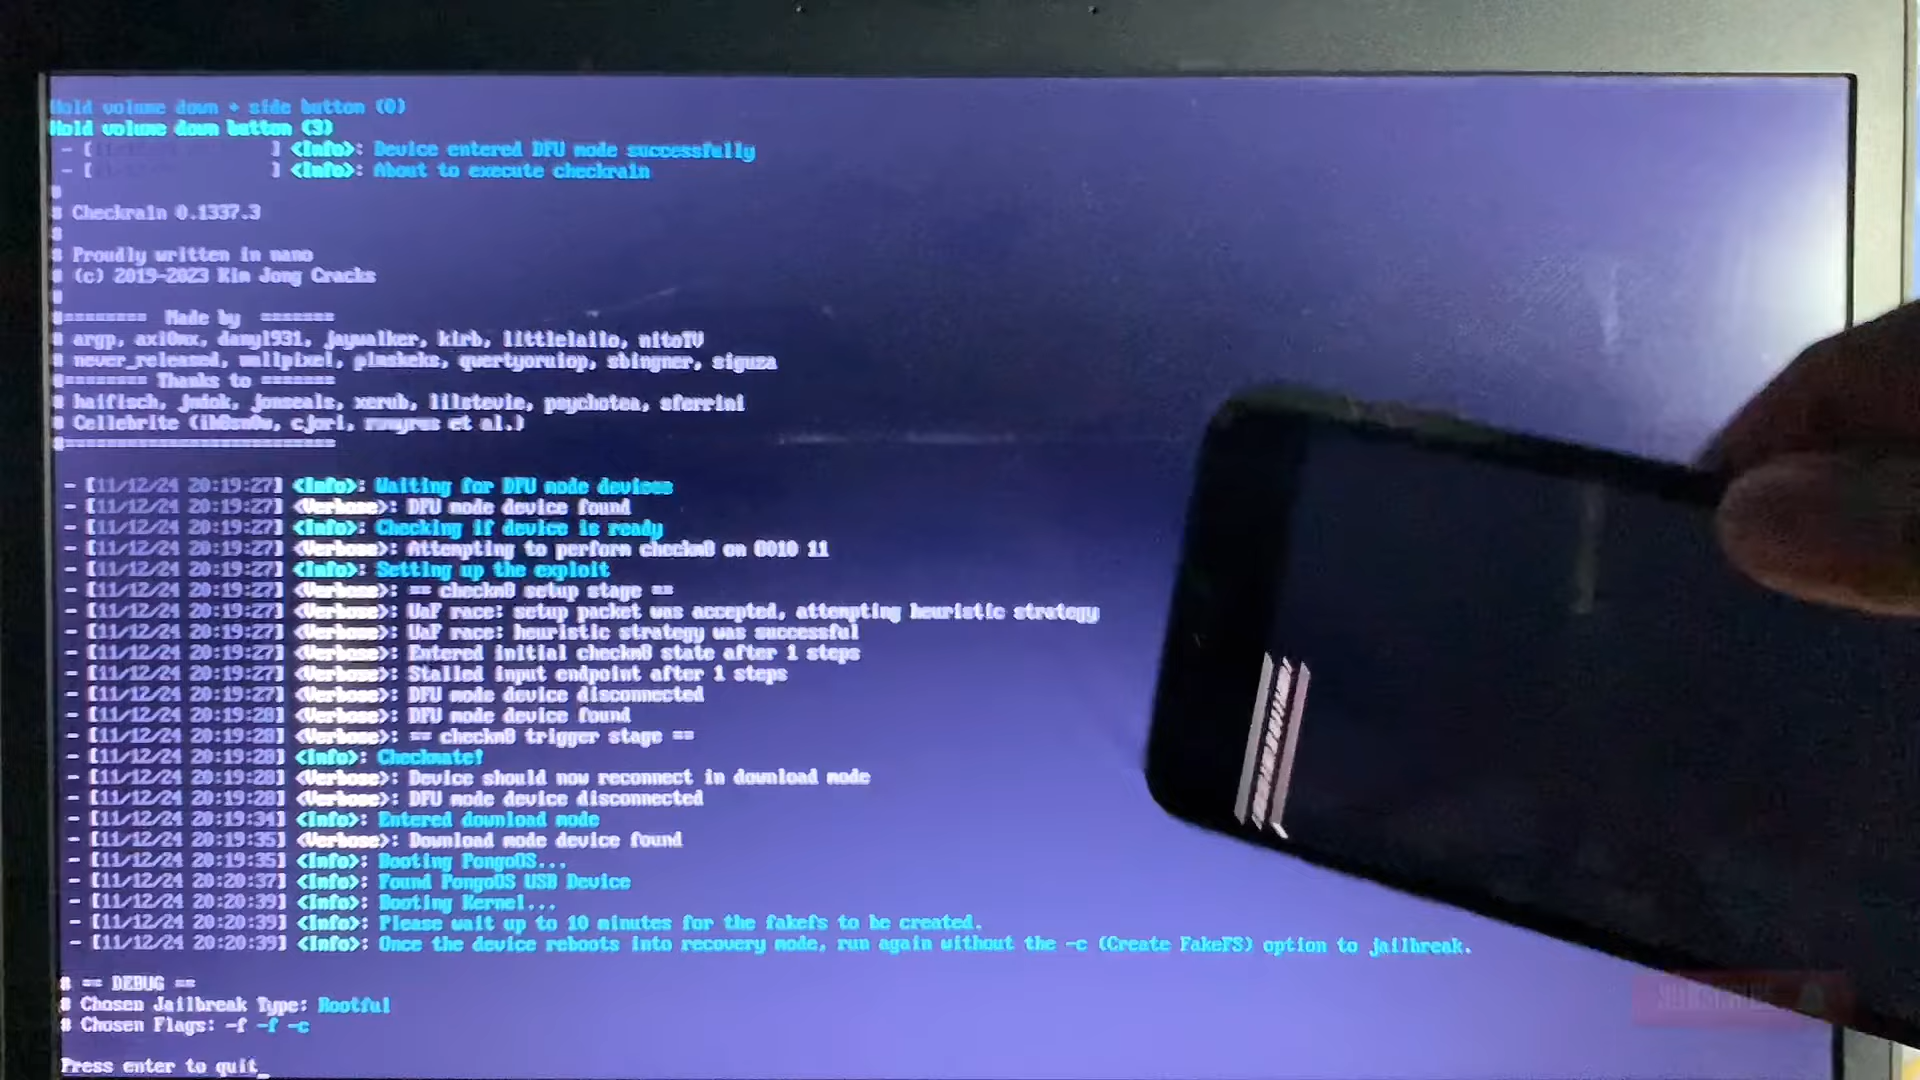 Hold volume down + side button (0)
Hold volume down button (3)
- [ ] <Info>: Device entered DFU mode successfully
- [ ] <Info>: About to execute checkra1n
#
# Checkra1n 0.1337.3
#
# Proudly written in nano
# (c) 2019-2023 Kim Jong Cracks
#
#======== Made by =======
# argp, axi0mx, danyl931, jaywalker, kirb, littlelailo, nitoTV
# never_released, nullpixel, pimskeks, qwertyoruiop, sbingner, siguza
#======== Thanks to =======
# haifisch, jndok, jonseals, xerub, lilstevie, psychotea, sferrini
# Cellebrite (ih8sn0w, cjori, ronyrus et al.)
#==========================
- [11/12/24 20:19:27] <Info>: Waiting for DFU mode devices
- [11/12/24 20:19:27] <Verbose>: DFU mode device found
- [11/12/24 20:19:27] <Info>: Checking if device is ready
- [11/12/24 20:19:27] <Verbose>: Attempting to perform checkm8 on 8010 11
- [11/12/24 20:19:27] <Info>: Setting up the exploit
- [11/12/24 20:19:27] <Verbose>: == checkm8 setup stage ==
- [11/12/24 20:19:27] <Verbose>: UaF race: setup packet was accepted, attempting heuristic strategy
- [11/12/24 20:19:27] <Verbose>: UaF race: heuristic strategy was successful
- [11/12/24 20:19:27] <Verbose>: Entered initial checkm8 state after 1 steps
- [11/12/24 20:19:27] <Verbose>: Stalled input endpoint after 1 steps
- [11/12/24 20:19:27] <Verbose>: DFU mode device disconnected
- [11/12/24 20:19:28] <Verbose>: DFU mode device found
- [11/12/24 20:19:28] <Verbose>: == checkm8 trigger stage ==
- [11/12/24 20:19:28] <Info>: Checkmate!
- [11/12/24 20:19:28] <Verbose>: Device should now reconnect in download mode
- [11/12/24 20:19:28] <Verbose>: DFU mode device disconnected
- [11/12/24 20:19:34] <Info>: Entered download mode
- [11/12/24 20:19:35] <Verbose>: Download mode device found
- [11/12/24 20:19:35] <Info>: Booting PongoOS...
- [11/12/24 20:20:37] <Info>: Found PongoOS USB Device
- [11/12/24 20:20:39] <Info>: Booting Kernel...
- [11/12/24 20:20:39] <Info>: Please wait up to 10 minutes for the fakefs to be created.
- [11/12/24 20:20:39] <Info>: Once the device reboots into recovery mode, run again without the -c (Create FakeFS) option to jailbreak.
# == DEBUG ==
# Chosen Jailbreak Type: Rootful
# Chosen Flags: -f -f -c
Press enter to quit_